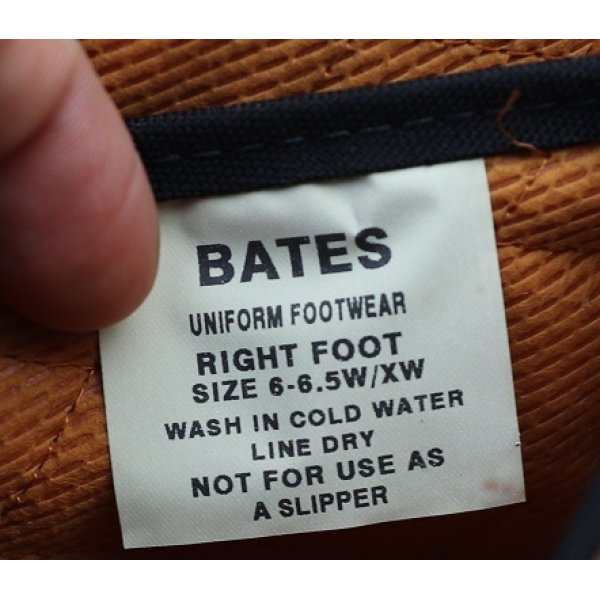 BATES
UNIFORM FOOTWEAR
RIGHT FOOT
SIZE 6-6.5W/XW
WASH IN COLD WATER
LINE DRY
NOT FOR USE AS
A SLIPPER